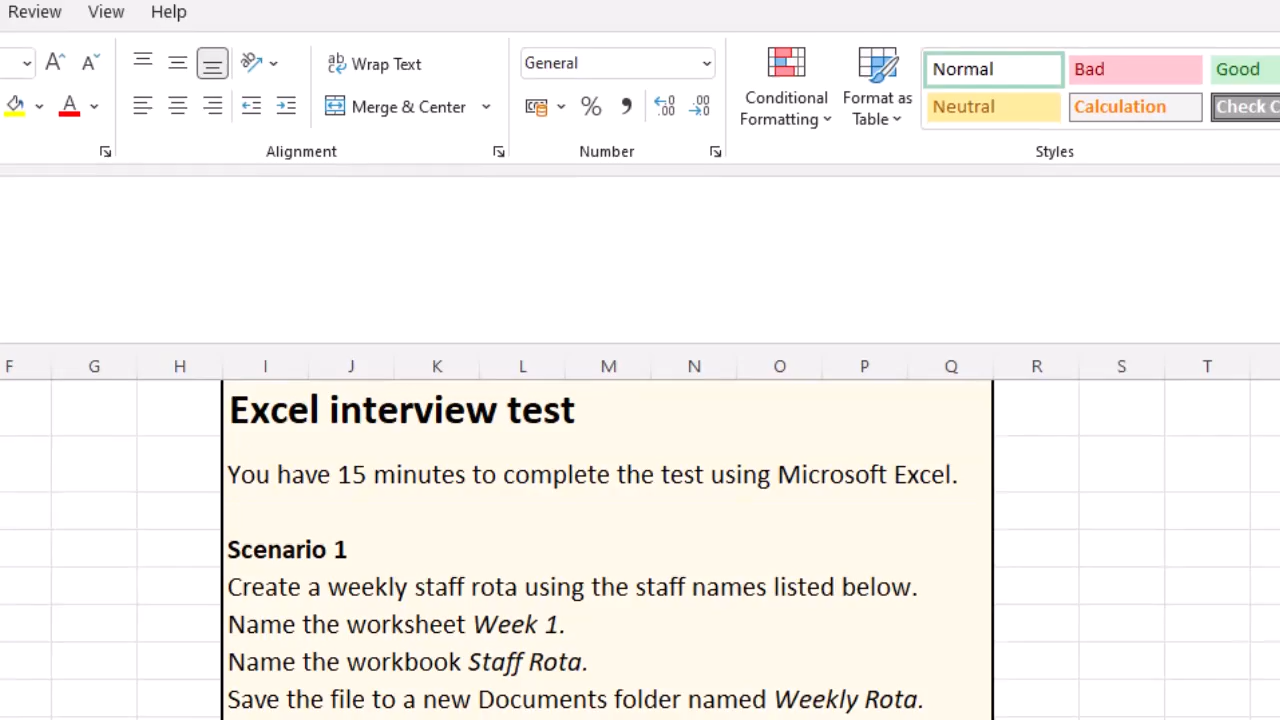 Review View Help
Wrap Text General Normal Bad Good
Merge & Center % Conditional Formatting Format as Table Neutral Calculation Check C
Alignment Number Styles
F G H I J K L M N O P Q R S T
Excel interview test
You have 15 minutes to complete the test using Microsoft Excel.
Scenario 1
Create a weekly staff rota using the staff names listed below.
Name the worksheet Week 1.
Name the workbook Staff Rota.
Save the file to a new Documents folder named Weekly Rota.